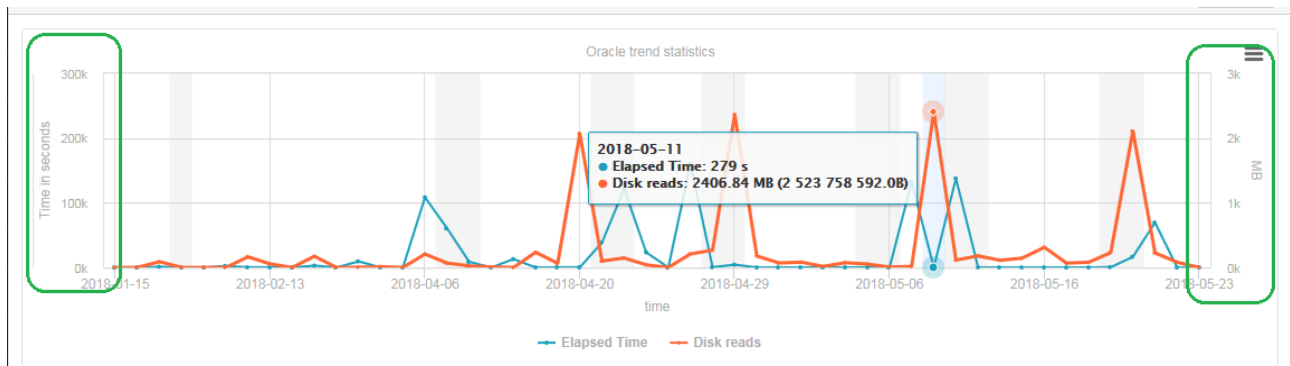 Oracle trend statistics
300k
200k
100k
0k
Time in seconds
3k
2k
1k
0k
MB
2018-05-11
Elapsed Time: 279 s
Disk reads: 2406.84 MB (2 523 758 592.0B)
2018-01-15 2018-02-13 2018-04-06 2018-04-20 2018-04-29 2018-05-06 2018-05-16 2018-05-23
time
Elapsed Time Disk reads